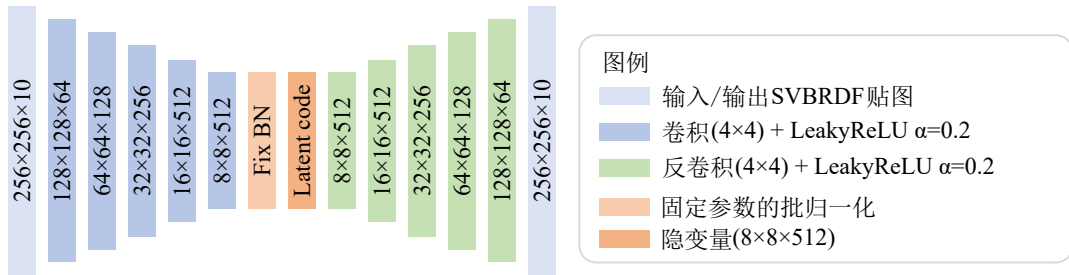 256×256×10
128×128×64
64×64×128
32×32×256
16×16×512
8×8×512
Fix BN
Latent code
8×8×512
16×16×512
32×32×256
64×64×128
128×128×64
256×256×10
图例
输入/输出SVBRDF贴图
卷积(4×4) + LeakyReLU α=0.2
反卷积(4×4) + LeakyReLU α=0.2
固定参数的批归一化
隐变量(8×8×512)